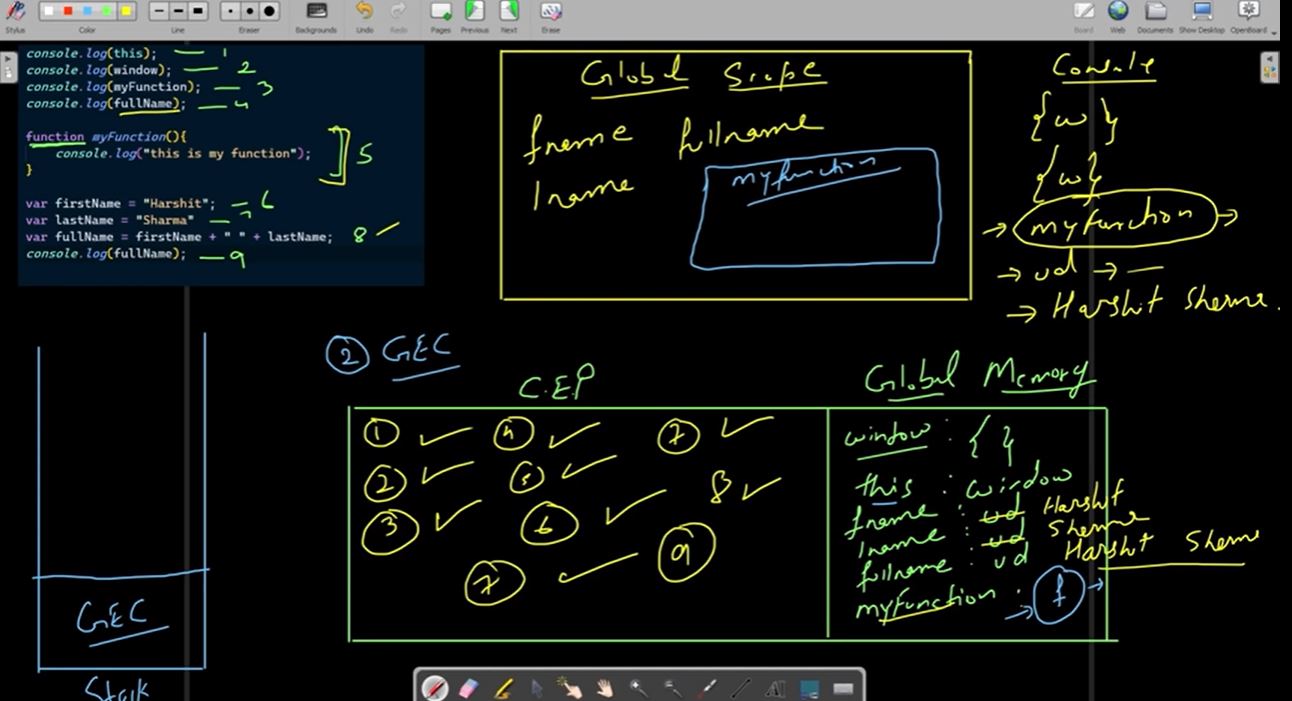 Stylus
Color
Line
Eraser
Backgrounds
Undo
Redo
Pages
Previous
Next
Erase
Board
Web
Documents
Show Desktop
OpenBoard
console.log(this); — 1
console.log(window); — 2
console.log(myFunction); — 3
console.log(fullName); — 4
function myFunction(){
console.log("this is my function");
} 5
var firstName = "Harshit"; — 6
var lastName = "Sharma" — 7
var fullName = firstName + " " + lastName; 8
console.log(fullName); — 9
Global Scope
fname fullname
lname
myfunction
Console
{w}
{w}
→ myfunction →
→ ud → —
→ Harshit Sharma.
② GEC
C.E.P
① ✓ ④ ✓ ⑦ ✓
② ✓ ⑤ ✓ 8 ✓
③ ✓ ⑥ ✓
⑦ ✓ ⑨
Global Memory
window : { }
this : window
fname : ud Harshit
lname : ud Sharma
fullname : ud Harshit Sharma
myfunction : → f →
GEC
Stack